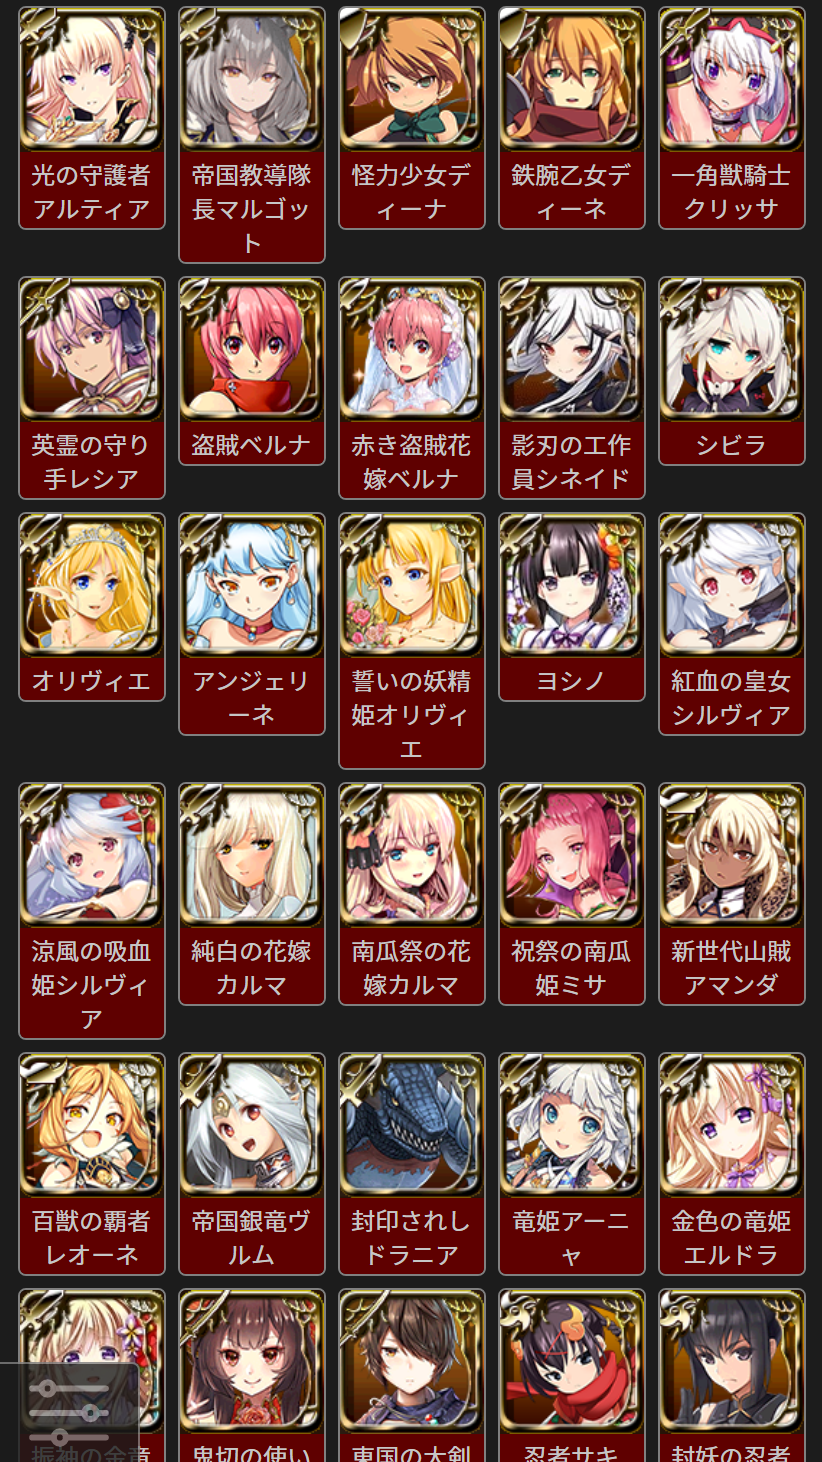 光の守護者
アルティア
帝国教導隊
長マルゴッ
ト
怪力少女デ
ィーナ
鉄腕乙女デ
ィーネ
一角獣騎士
クリッサ
英霊の守り
手レシア
盗賊ベルナ
赤き盗賊花
嫁ベルナ
影刃の工作
員シネイド
シビラ
オリヴィエ
アンジェリ
ーネ
誓いの妖精
姫オリヴィ
エ
ヨシノ
紅血の皇女
シルヴィア
涼風の吸血
姫シルヴィ
ア
純白の花嫁
カルマ
南瓜祭の花
嫁カルマ
祝祭の南瓜
姫ミサ
新世代山賊
アマンダ
百獣の覇者
レオーネ
帝国銀竜ヴ
ルム
封印されし
ドラニア
竜姫アーニ
ャ
金色の竜姫
エルドラ
振袖の金竜
鬼切の使い
東国の大剣
忍者サキ
封妖の忍者